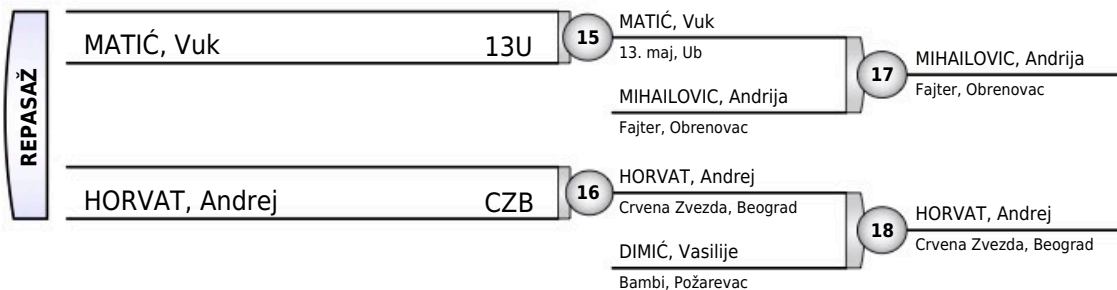 REPASAŽ
MATIĆ, Vuk 13U
15
MATIĆ, Vuk
13. maj, Ub
MIHAILOVIC, Andrija
Fajter, Obrenovac
17
MIHAILOVIC, Andrija
Fajter, Obrenovac
HORVAT, Andrej CZB
16
HORVAT, Andrej
Crvena Zvezda, Beograd
DIMIĆ, Vasilije
Bambi, Požarevac
18
HORVAT, Andrej
Crvena Zvezda, Beograd